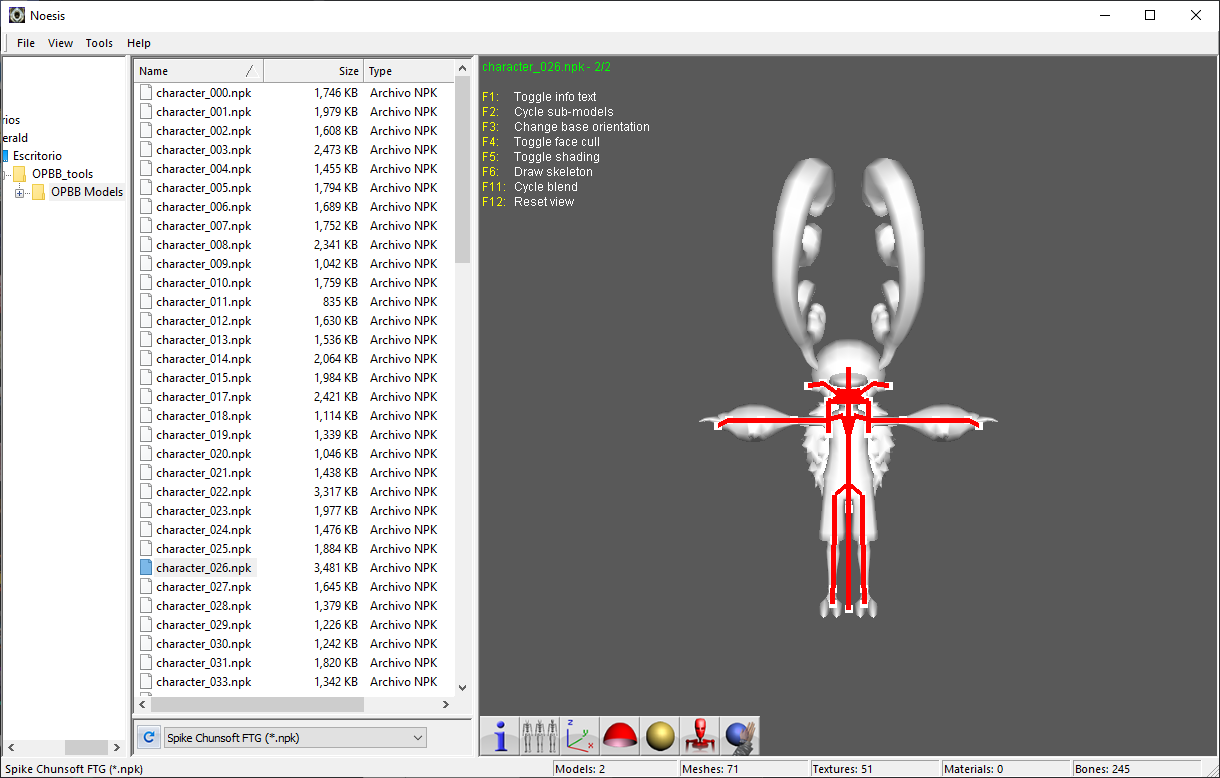 Noesis
File View Tools Help
rios
erald
Escritorio
OPBB_tools
OPBB Models
Name Size Type
character_000.npk 1,746 KB Archivo NPK
character_001.npk 1,979 KB Archivo NPK
character_002.npk 1,608 KB Archivo NPK
character_003.npk 2,473 KB Archivo NPK
character_004.npk 1,455 KB Archivo NPK
character_005.npk 1,794 KB Archivo NPK
character_006.npk 1,689 KB Archivo NPK
character_007.npk 1,752 KB Archivo NPK
character_008.npk 2,341 KB Archivo NPK
character_009.npk 1,042 KB Archivo NPK
character_010.npk 1,759 KB Archivo NPK
character_011.npk 835 KB Archivo NPK
character_012.npk 1,630 KB Archivo NPK
character_013.npk 1,536 KB Archivo NPK
character_014.npk 2,064 KB Archivo NPK
character_015.npk 1,984 KB Archivo NPK
character_017.npk 2,421 KB Archivo NPK
character_018.npk 1,114 KB Archivo NPK
character_019.npk 1,339 KB Archivo NPK
character_020.npk 1,046 KB Archivo NPK
character_021.npk 1,438 KB Archivo NPK
character_022.npk 3,317 KB Archivo NPK
character_023.npk 1,977 KB Archivo NPK
character_024.npk 1,476 KB Archivo NPK
character_025.npk 1,884 KB Archivo NPK
character_026.npk 3,481 KB Archivo NPK
character_027.npk 1,645 KB Archivo NPK
character_028.npk 1,379 KB Archivo NPK
character_029.npk 1,226 KB Archivo NPK
character_030.npk 1,242 KB Archivo NPK
character_031.npk 1,820 KB Archivo NPK
character_033.npk 1,342 KB Archivo NPK
Spike Chunsoft FTG (*.npk)
character_026.npk - 2/2
F1: Toggle info text
F2: Cycle sub-models
F3: Change base orientation
F4: Toggle face cull
F5: Toggle shading
F6: Draw skeleton
F11: Cycle blend
F12: Reset view
z y x
Spike Chunsoft FTG (*.npk) Models: 2 Meshes: 71 Textures: 51 Materials: 0 Bones: 245